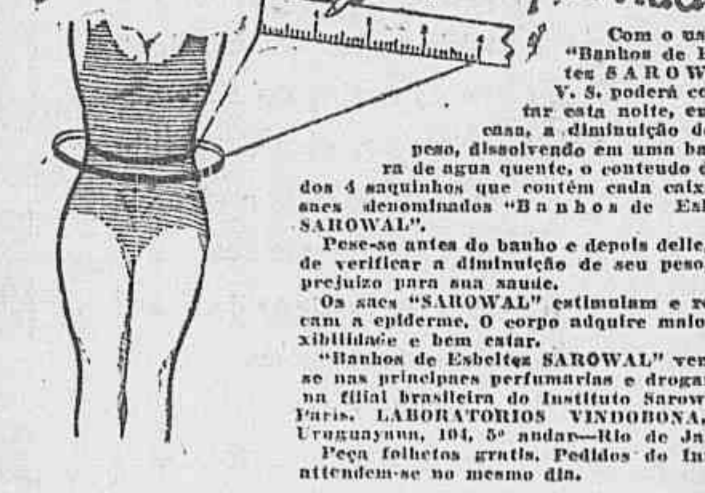 Com o
"Banhos de
tes SAROW
V. S. poderá
tar esta noite, em
casa, a diminuição de
peso, dissolvendo em uma
ra de agua quente, o conteudo
dos 4 saquinhos que contém cada caix
saes denominados "Banhos de Esb
SAROWAL".
Pese-se antes do banho e depois delle,
de verificar a diminuição de seu peso,
prejuizo para sua saude.
Os saes "SAROWAL" estimulam e
cam a epiderme. O corpo adquire maio
xibilidade e bem estar.
"Banhos de Esbeltez SAROWAL" ven
se nas principaes perfumarias e droga
na filial brasileira do Instituto Sarow
Paris. LABORATORIOS VINDOBONA,
Uruguayana, 104, 5º andar—Rio de Ja
Peça folhetos gratis. Pedidos do In
attendem-se no mesmo dia.